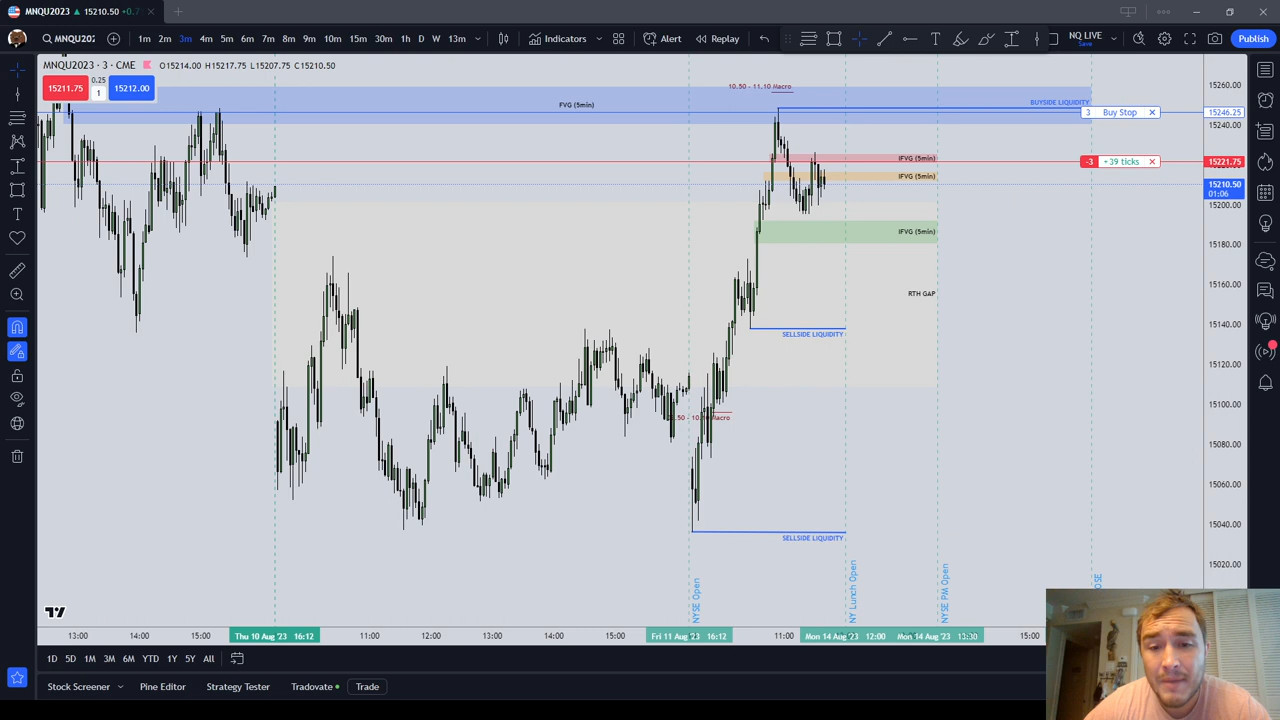 MNQU2023 ▲ 15210.50 +0.7
MNQU202
1m 2m 3m 4m 5m 6m 7m 8m 9m 10m 15m 30m 1h D W 13m
Indicators
Alert
Replay
NQ LIVE
Save
Publish
MNQU2023 · 3 · CME O15214.00 H15217.75 L15207.75 C15210.50
15211.75
0.25
1
15212.00
10.50 - 11.10 Macro
FVG (5min)
BUYSIDE LIQUIDITY
3 Buy Stop
15260.00
15246.25
15240.00
IFVG (5min)
-3 +39 ticks
15221.75
IFVG (5min)
15210.50
01:06
15200.00
IFVG (5min)
15180.00
RTH GAP
15160.00
15140.00
SELLSIDE LIQUIDITY
15120.00
15100.00
Macro
15080.00
15060.00
15040.00
SELLSIDE LIQUIDITY
15020.00
NYSE Open
NY Lunch Open
NYSE PM Open
13:00 14:00 15:00 Thu 10 Aug '23 16:12 11:00 12:00 13:00 14:00 15:00 Fri 11 Aug '23 16:12 11:00 Mon 14 Aug '23 12:00 Mon 14 Aug '23 13:30 15:00
1D 5D 1M 3M 6M YTD 1Y 5Y All
Stock Screener Pine Editor Strategy Tester Tradovate Trade